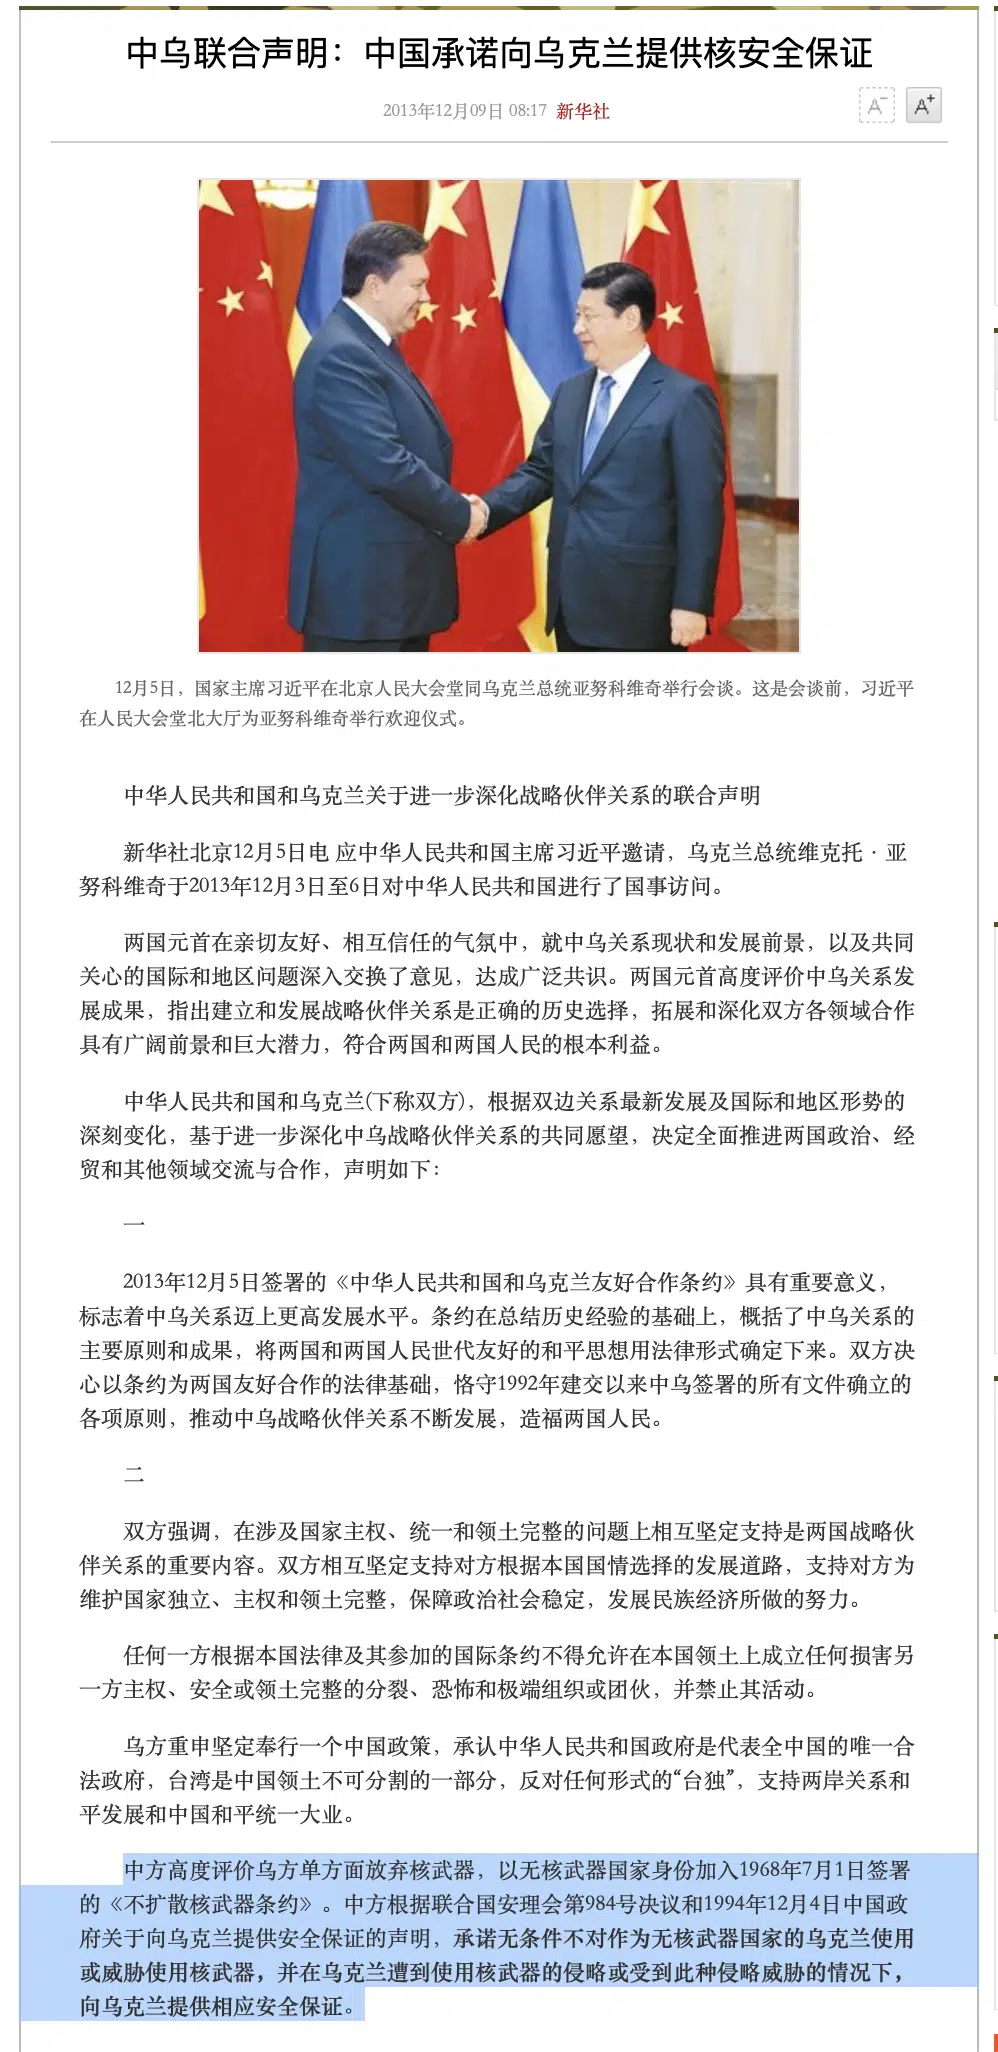 中乌联合声明：中国承诺向乌克兰提供核安全保证
2013年12月09日 08:17 新华社
A- A+
12月5日，国家主席习近平在北京人民大会堂同乌克兰总统亚努科维奇举行会谈。这是会谈前，习近平
在人民大会堂北大厅为亚努科维奇举行欢迎仪式。
中华人民共和国和乌克兰关于进一步深化战略伙伴关系的联合声明
新华社北京12月5日电 应中华人民共和国主席习近平邀请，乌克兰总统维克托·亚
努科维奇于2013年12月3日至6日对中华人民共和国进行了国事访问。
两国元首在亲切友好、相互信任的气氛中，就中乌关系现状和发展前景，以及共同
关心的国际和地区问题深入交换了意见，达成广泛共识。两国元首高度评价中乌关系发
展成果，指出建立和发展战略伙伴关系是正确的历史选择，拓展和深化双方各领域合作
具有广阔前景和巨大潜力，符合两国和两国人民的根本利益。
中华人民共和国和乌克兰(下称双方)，根据双边关系最新发展及国际和地区形势的
深刻变化，基于进一步深化中乌战略伙伴关系的共同愿望，决定全面推进两国政治、经
贸和其他领域交流与合作，声明如下：
一
2013年12月5日签署的《中华人民共和国和乌克兰友好合作条约》具有重要意义，
标志着中乌关系迈上更高发展水平。条约在总结历史经验的基础上，概括了中乌关系的
主要原则和成果，将两国和两国人民世代友好的和平思想用法律形式确定下来。双方决
心以条约为两国友好合作的法律基础，恪守1992年建交以来中乌签署的所有文件确立的
各项原则，推动中乌战略伙伴关系不断发展，造福两国人民。
二
双方强调，在涉及国家主权、统一和领土完整的问题上相互坚定支持是两国战略伙
伴关系的重要内容。双方相互坚定支持对方根据本国国情选择的发展道路，支持对方为
维护国家独立、主权和领土完整，保障政治社会稳定，发展民族经济所做的努力。
任何一方根据本国法律及其参加的国际条约不得允许在本国领土上成立任何损害另
一方主权、安全或领土完整的分裂、恐怖和极端组织或团伙，并禁止其活动。
乌方重申坚定奉行一个中国政策，承认中华人民共和国政府是代表全中国的唯一合
法政府，台湾是中国领土不可分割的一部分，反对任何形式的“台独”，支持两岸关系和
平发展和中国和平统一大业。
中方高度评价乌方单方面放弃核武器，以无核武器国家身份加入1968年7月1日签署
的《不扩散核武器条约》。中方根据联合国安理会第984号决议和1994年12月4日中国政
府关于向乌克兰提供安全保证的声明，承诺无条件不对作为无核武器国家的乌克兰使用
或威胁使用核武器，并在乌克兰遭到使用核武器的侵略或受到此种侵略威胁的情况下，
向乌克兰提供相应安全保证。